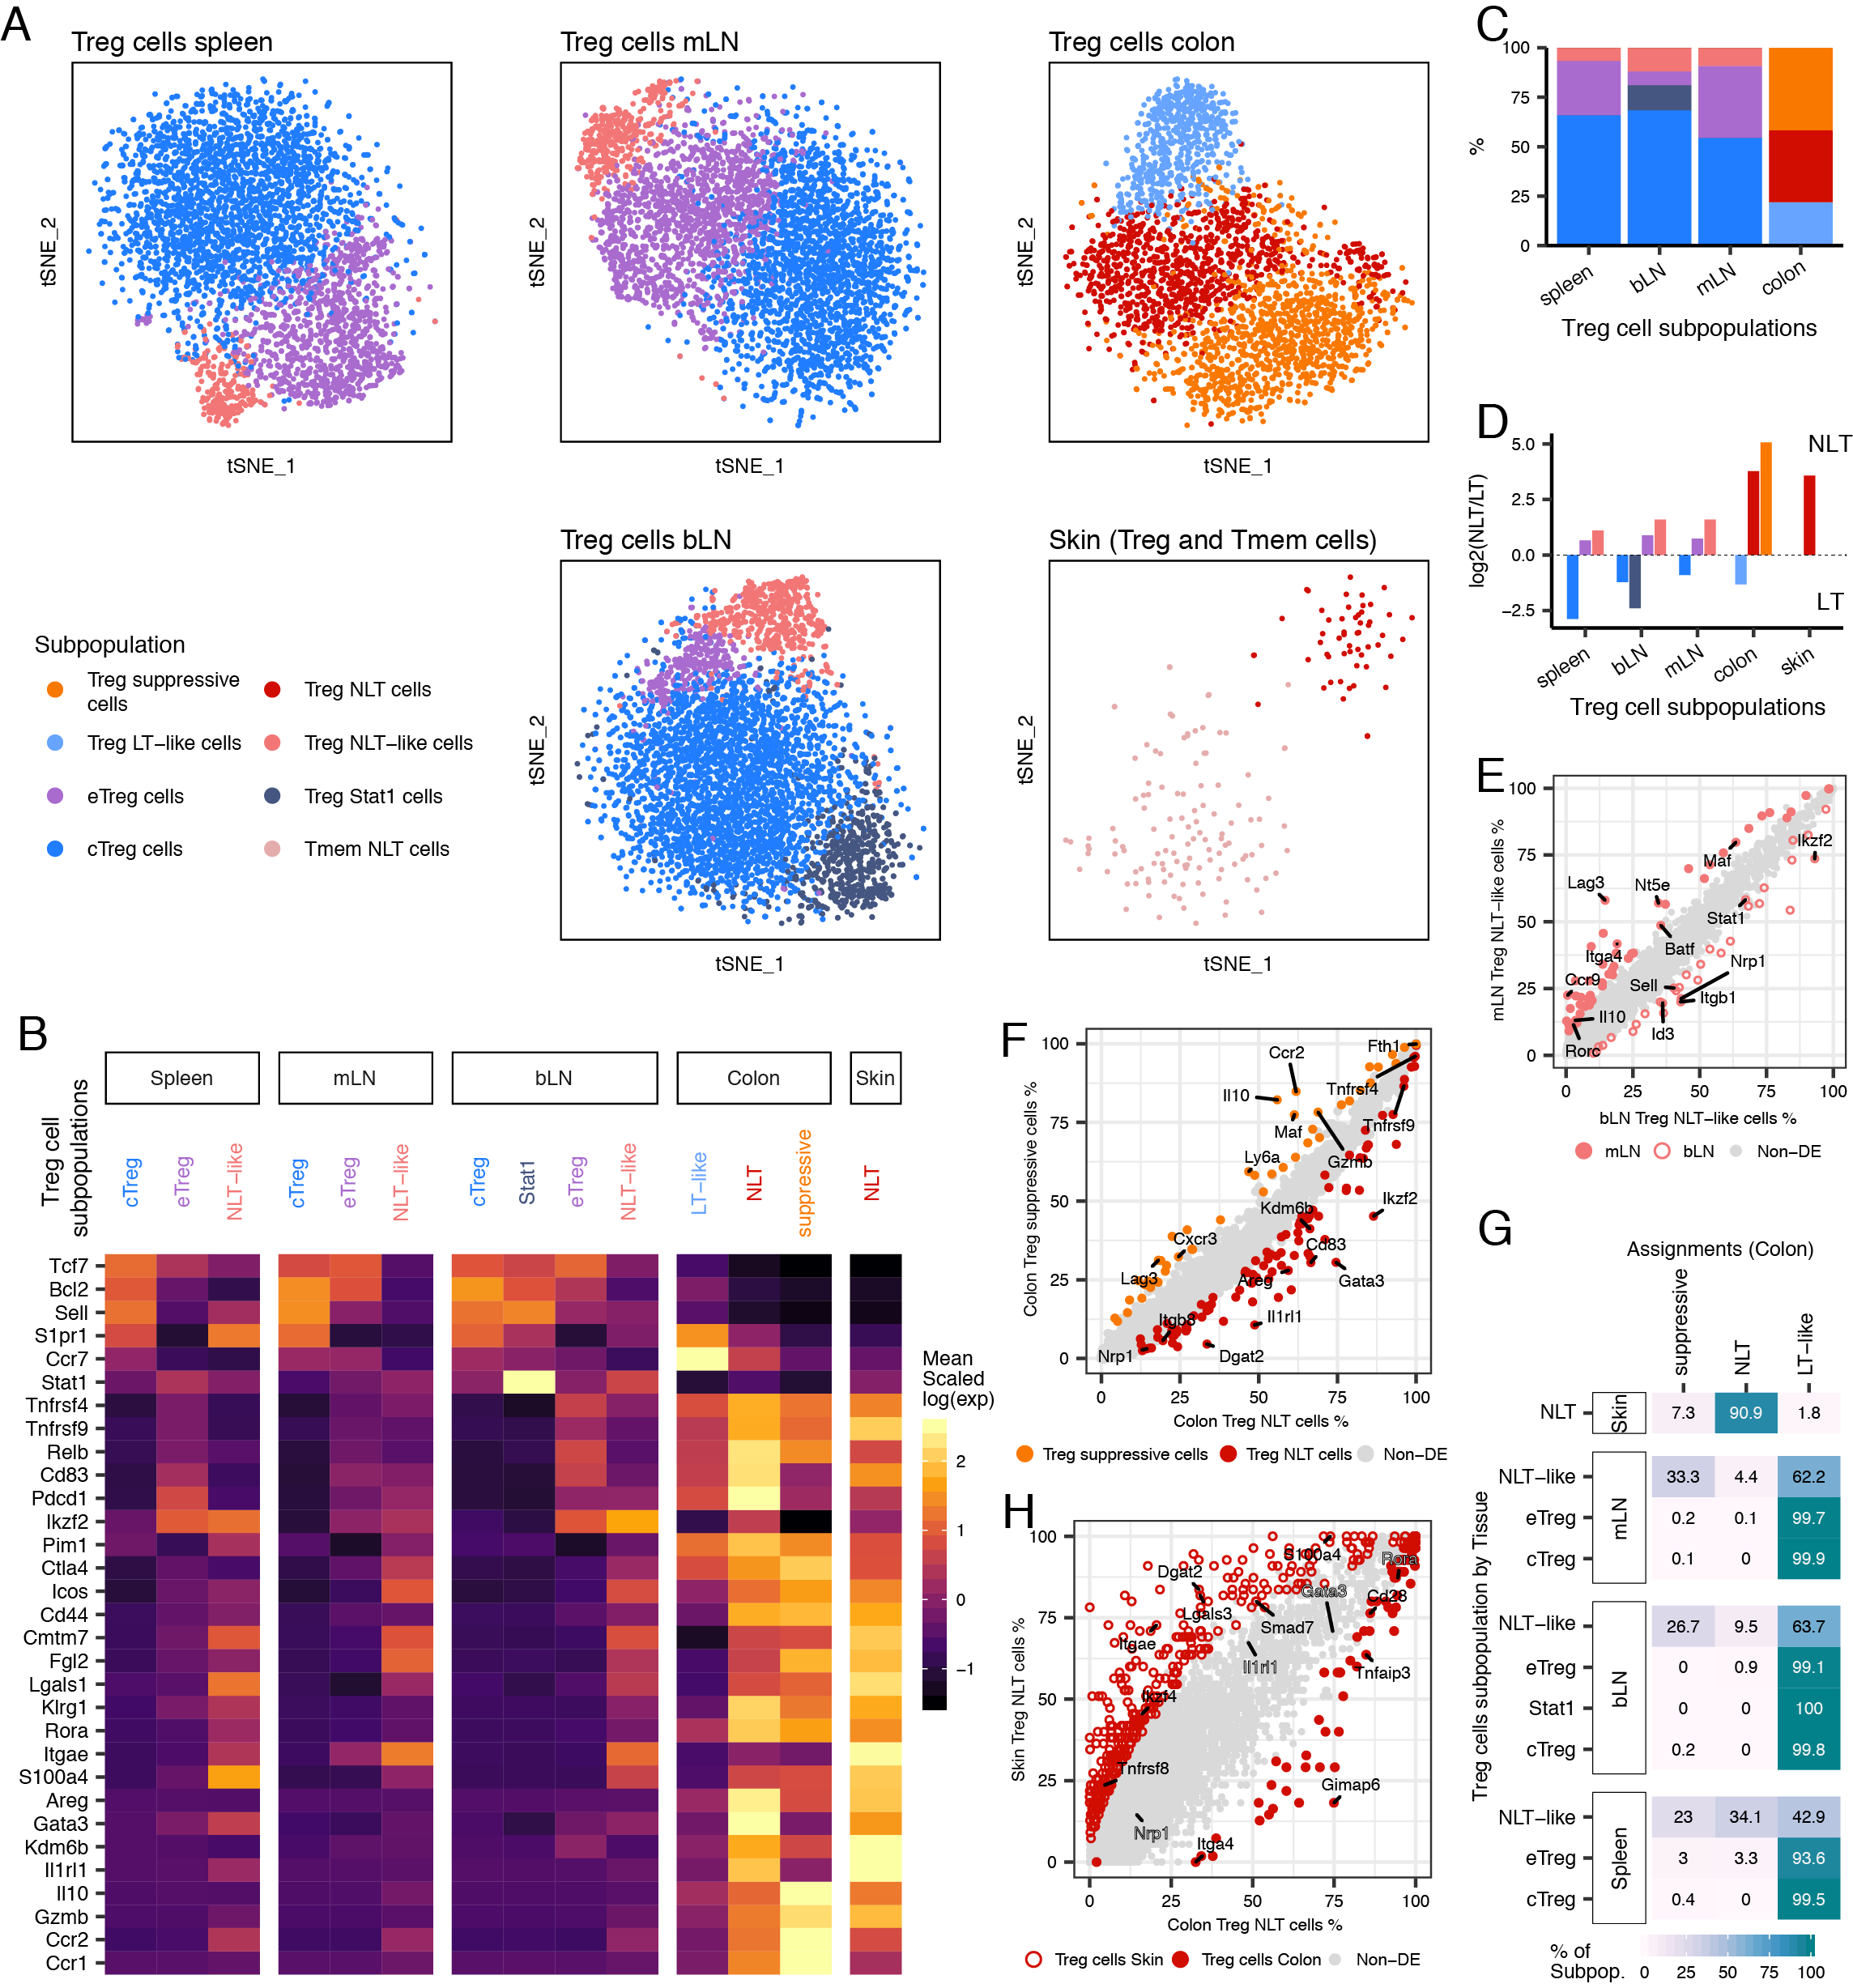 A
Treg cells spleen
tSNE_2
tSNE_1
Treg cells mLN
tSNE_2
tSNE_1
Treg cells colon
tSNE_2
tSNE_1
Treg cells bLN
tSNE_2
tSNE_1
Skin (Treg and Tmem cells)
tSNE_2
tSNE_1
Subpopulation
Treg suppressive
cells
Treg NLT cells
Treg LT−like cells
Treg NLT−like cells
eTreg cells
Treg Stat1 cells
cTreg cells
Tmem NLT cells
B
Treg cell
subpopulations
Spleen
mLN
bLN
Colon
Skin
cTreg
eTreg
NLT−like
cTreg
eTreg
NLT−like
cTreg
Stat1
eTreg
NLT−like
LT−like
NLT
suppressive
NLT
Tcf7
Bcl2
Sell
S1pr1
Ccr7
Stat1
Tnfrsf4
Tnfrsf9
Relb
Cd83
Pdcd1
Ikzf2
Pim1
Ctla4
Icos
Cd44
Cmtm7
Fgl2
Lgals1
Klrg1
Rora
Itgae
S100a4
Areg
Gata3
Kdm6b
Il1rl1
Il10
Gzmb
Ccr2
Ccr1
Mean
Scaled
log(exp)
2
1
0
−1
C
100
75
50
25
0
%
spleen
bLN
mLN
colon
Treg cell subpopulations
D
5.0
2.5
0.0
−2.5
log2(NLT/LT)
NLT
LT
spleen
bLN
mLN
colon
skin
Treg cell subpopulations
E
100
75
50
25
0
mLN Treg NLT−like cells %
Ikzf2
Maf
Lag3
Nt5e
Stat1
Batf
Itga4
Nrp1
Ccr9
Sell
Itgb1
Il10
Id3
Rorc
0
25
50
75
100
bLN Treg NLT−like cells %
mLN
bLN
Non−DE
F
100
75
50
25
0
Colon Treg suppressive cells %
Fth1
Ccr2
Tnfrsf4
Il10
Maf
Tnfrsf9
Gzmb
Ly6a
Ikzf2
Kdm6b
Cxcr3
Cd83
Lag3
Areg
Gata3
Itgb8
Il1rl1
Nrp1
Dgat2
0
25
50
75
100
Colon Treg NLT cells %
Treg suppressive cells
Treg NLT cells
Non−DE
G
Assignments (Colon)
suppressive
NLT
LT−like
Treg cells subpopulation by Tissue
Skin
NLT
7.3
90.9
1.8
mLN
NLT−like
33.3
4.4
62.2
eTreg
0.2
0.1
99.7
cTreg
0.1
0
99.9
bLN
NLT−like
26.7
9.5
63.7
eTreg
0
0.9
99.1
Stat1
0
0
100
cTreg
0.2
0
99.8
Spleen
NLT−like
23
34.1
42.9
eTreg
3
3.3
93.6
cTreg
0.4
0
99.5
% of
Subpop.
0
25
50
75
100
H
100
75
50
25
0
Skin Treg NLT cells %
S100a4
Rora
Dgat2
Gata3
Cd28
Lgals3
Smad7
Itgae
Il1rl1
Tnfaip3
Ikzf4
Tnfrsf8
Gimap6
Nrp1
Itga4
0
25
50
75
100
Colon Treg NLT cells %
Treg cells Skin
Treg cells Colon
Non−DE